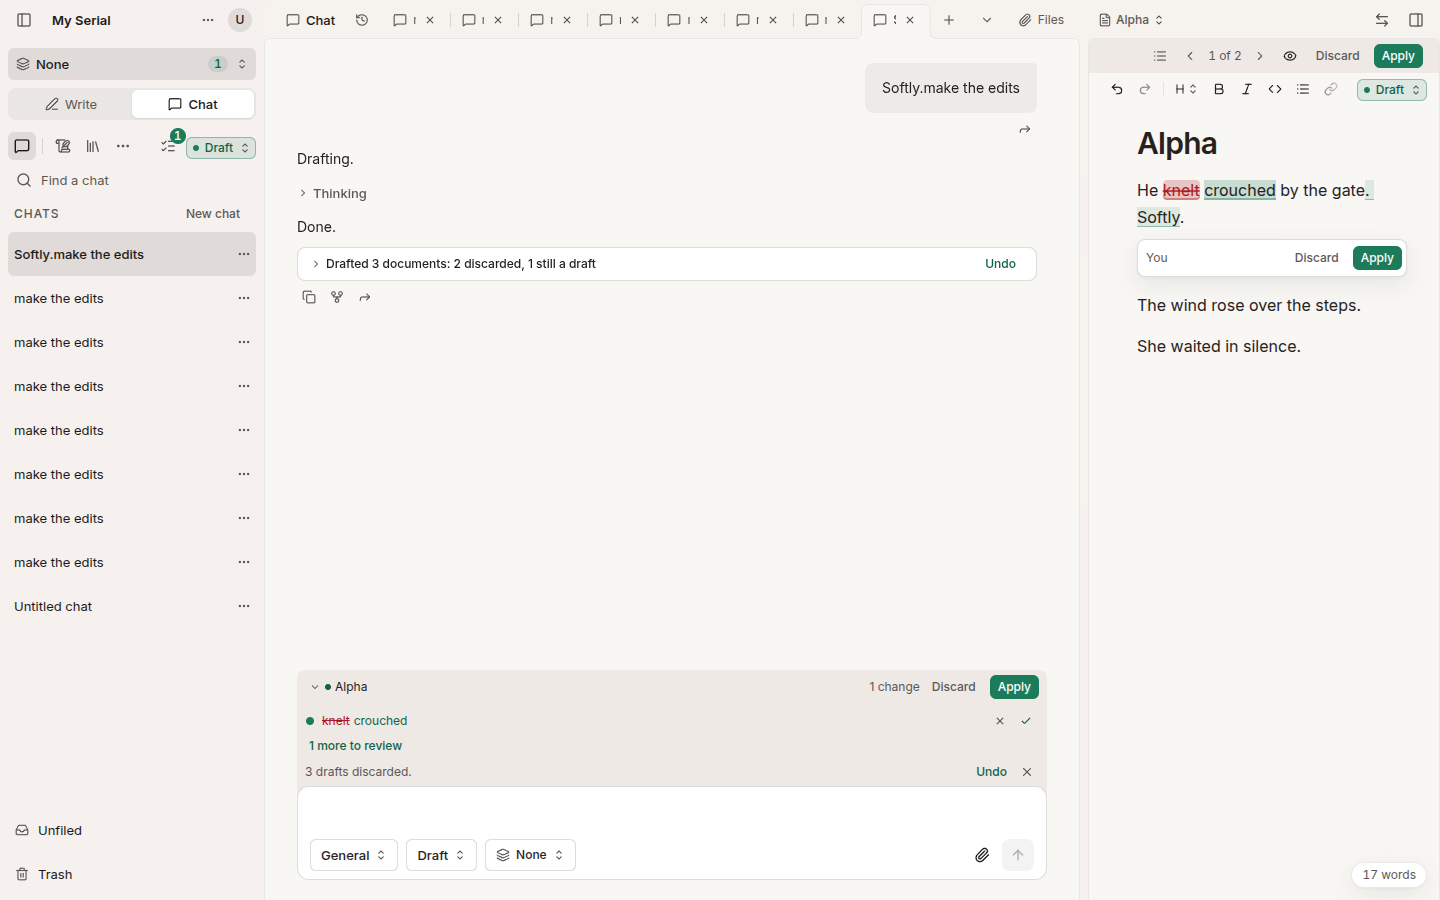 My Serial
U
None
1
Write
Chat
1
Draft
Find a chat
CHATS
New chat
Softly.make the edits
make the edits
make the edits
make the edits
make the edits
make the edits
make the edits
make the edits
Untitled chat
Unfiled
Trash
Chat
Files
Softly.make the edits
Drafting.
Thinking
Done.
Drafted 3 documents: 2 discarded, 1 still a draft
Undo
Alpha
1 change
Discard
Apply
knelt crouched
1 more to review
3 drafts discarded.
Undo
General
Draft
None
Alpha
1 of 2
Discard
Apply
H
B
I
Draft
Alpha
He knelt crouched by the gate.
Softly.
You
Discard
Apply
The wind rose over the steps.
She waited in silence.
17 words